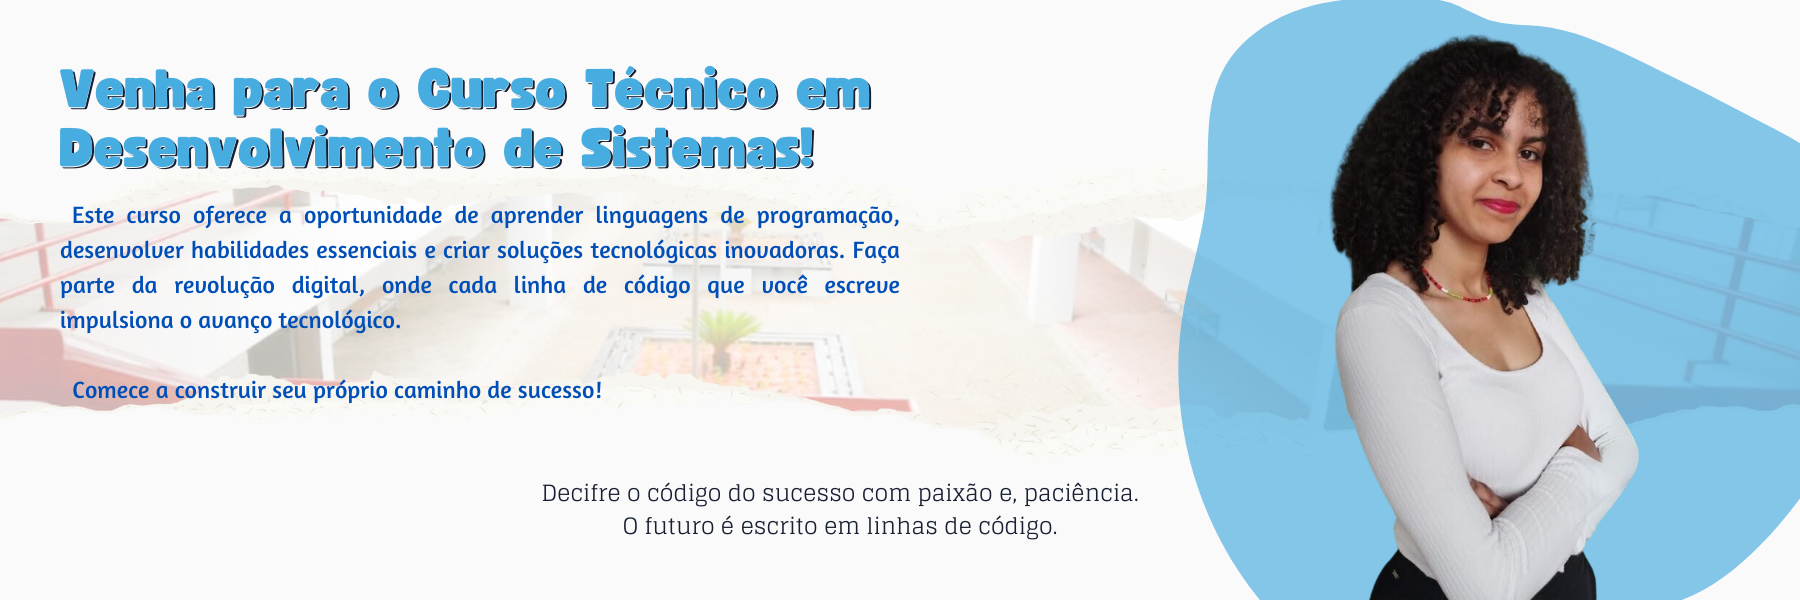 Venha para o Curso Técnico em
Desenvolvimento de Sistemas!
Este curso oferece a oportunidade de aprender linguagens de programação,
desenvolver habilidades essenciais e criar soluções tecnológicas inovadoras. Faça
parte da revolução digital, onde cada linha de código que você escreve
impulsiona o avanço tecnológico.
Comece a construir seu próprio caminho de sucesso!
Decifre o código do sucesso com paixão e, paciência.
O futuro é escrito em linhas de código.